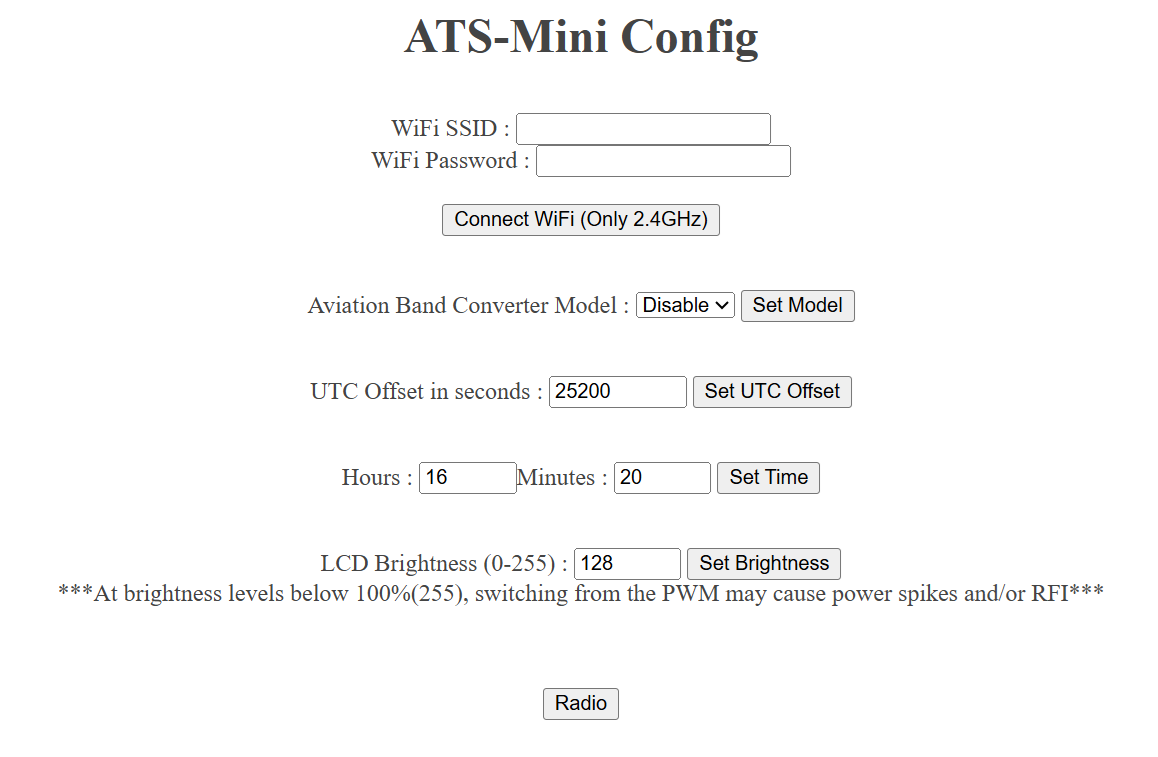 ATS-Mini Config
WiFi SSID :
WiFi Password :
Connect WiFi (Only 2.4GHz)
Aviation Band Converter Model : Disable Set Model
UTC Offset in seconds : 25200 Set UTC Offset
Hours : 16 Minutes : 20 Set Time
LCD Brightness (0-255) : 128 Set Brightness
***At brightness levels below 100%(255), switching from the PWM may cause power spikes and/or RFI***
Radio